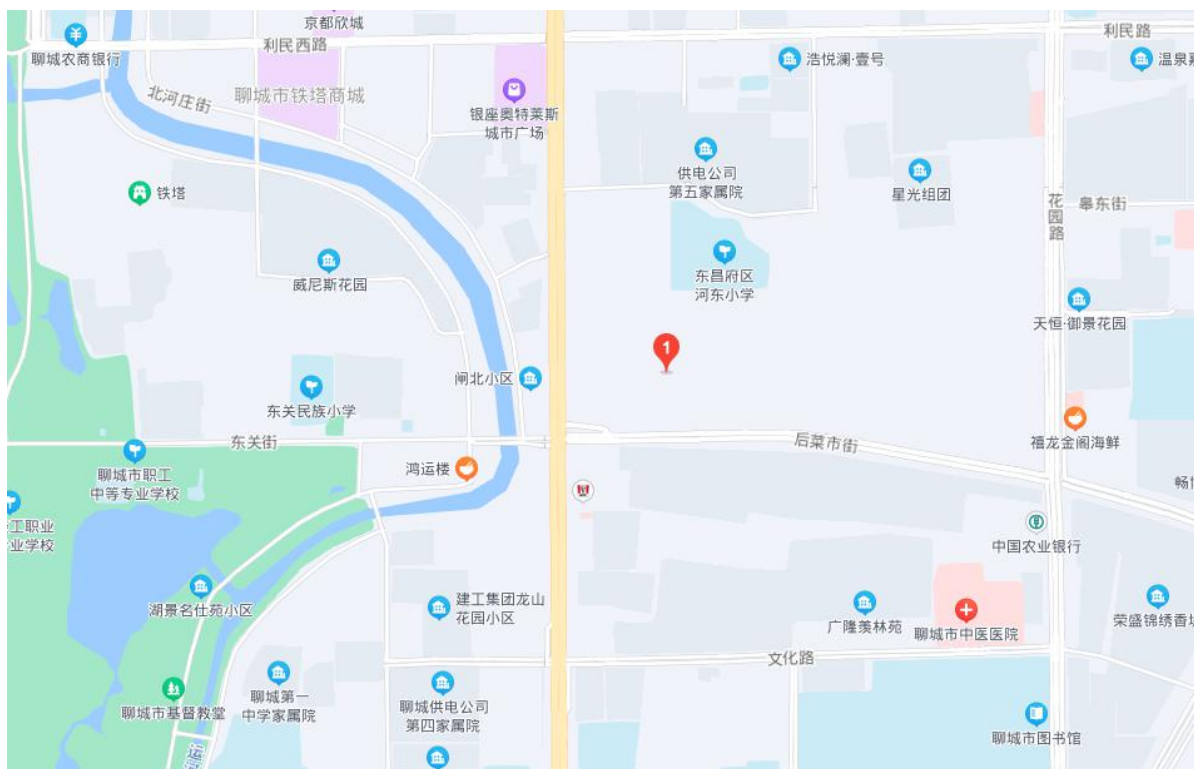 京都欣城
利民西路
利民路
聊城农商银行
浩悦澜·壹号
温泉
北河庄街
聊城市铁塔商城
银座奥特莱斯
城市广场
供电公司
第五家属院
星光组团
铁塔
花园路
皋东街
威尼斯花园
东昌府区
河东小学
天恒·御景花园
1
闸北小区
东关民族小学
东关街
后菜市街
禧龙金阁海鲜
聊城市职工
中等专业学校
鸿运楼
畅
工职业
业学校
中国农业银行
湖景名仕苑小区
建工集团龙山
花园小区
广隆羡林苑
聊城市中医医院
荣盛锦绣香
文化路
聊城第一
中学家属院
聊城供电公司
第四家属院
聊城市基督教堂
聊城市图书馆
运